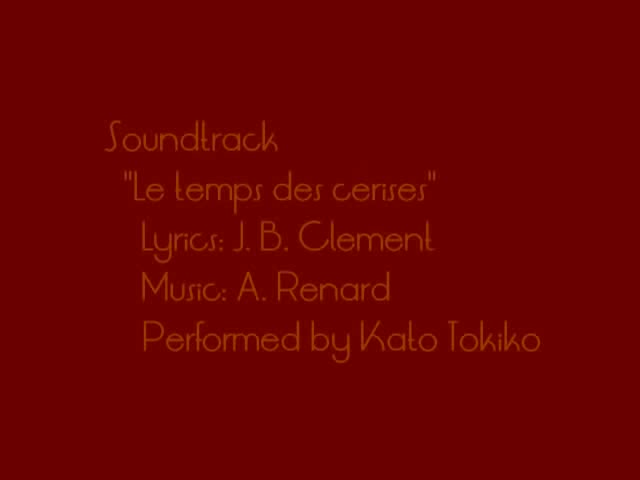 Soundtrack
"Le temps des cerises"
Lyrics: J. B. Clement
Music: A. Renard
Performed by Kato Tokiko